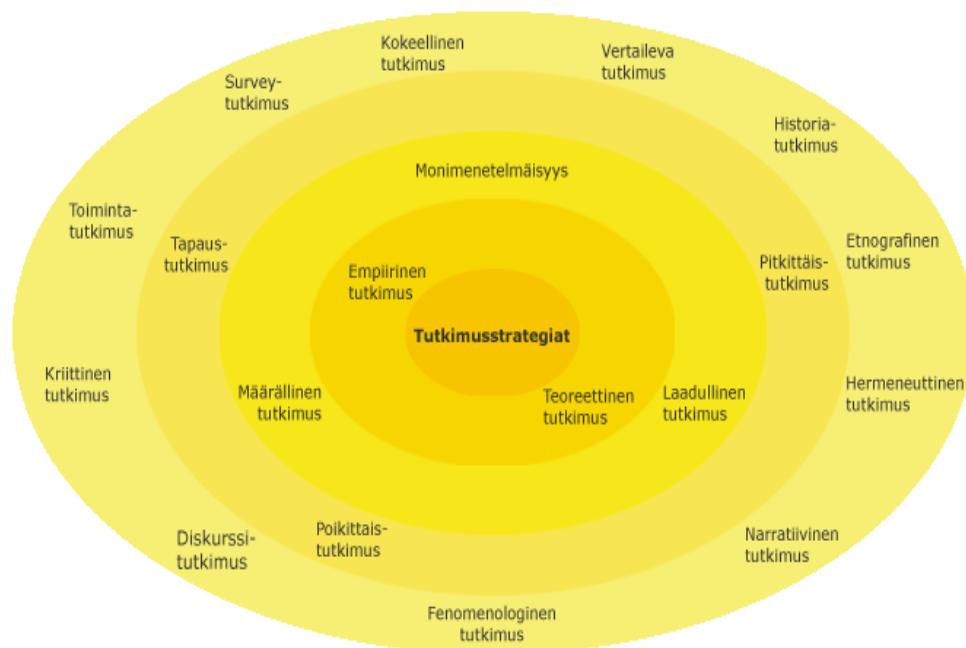 Kokeellinen
tutkimus
Vertaileva
tutkimus
Survey-
tutkimus
Historia-
tutkimus
Monimenetelmäisyys
Toiminta-
tutkimus
Tapaus-
tutkimus
Etnografinen
tutkimus
Pitkittäis-
tutkimus
Empiirinen
tutkimus
Tutkimusstrategiat
Kriittinen
tutkimus
Määrällinen
tutkimus
Teoreettinen
tutkimus
Laadullinen
tutkimus
Hermeneuttinen
tutkimus
Diskurssi-
tutkimus
Poikittais-
tutkimus
Narratiivinen
tutkimus
Fenomenologinen
tutkimus